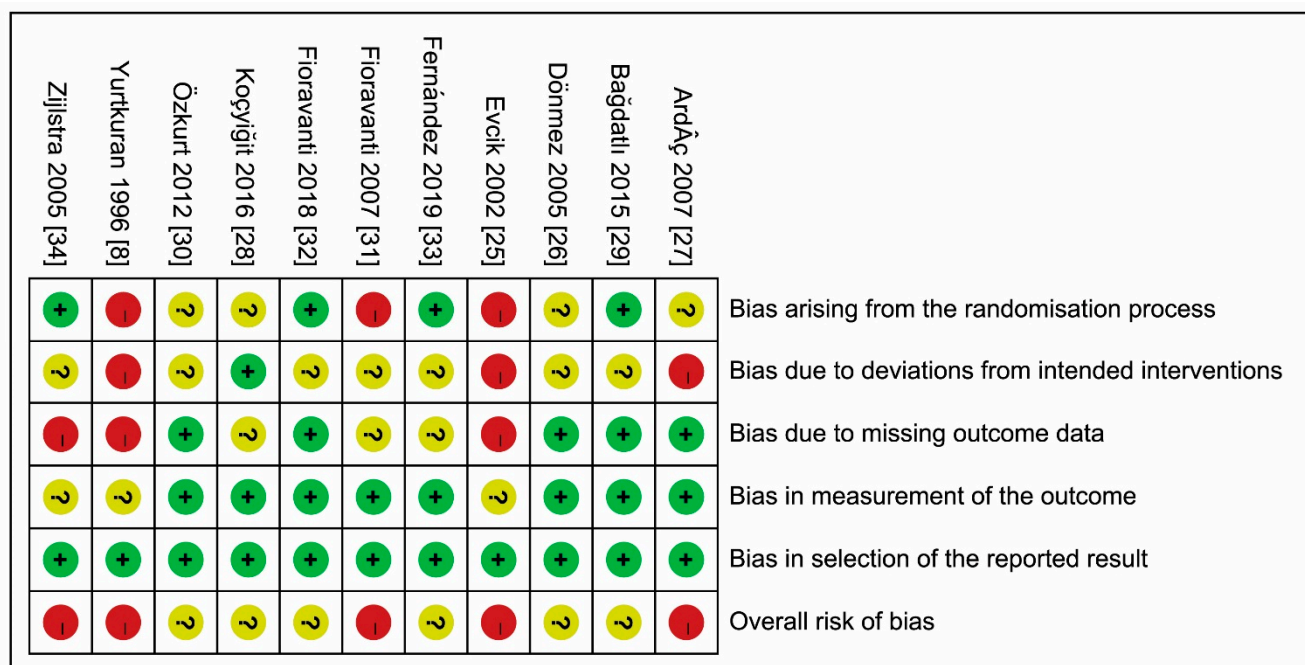 Zijlstra 2005 [34]
Yurtkuran 1996 [8]
Özkurt 2012 [30]
Koçyiğit 2016 [28]
Fioravanti 2018 [32]
Fioravanti 2007 [31]
Fernández 2019 [33]
Evcik 2002 [25]
Dönmez 2005 [26]
Bağdatlı 2015 [29]
ArdÂç 2007 [27]
+ – ? ? + – + – ? + ? Bias arising from the randomisation process
? – ? + ? ? ? – ? ? – Bias due to deviations from intended interventions
– – + ? + ? ? – + + + Bias due to missing outcome data
? ? + + + + + ? + + + Bias in measurement of the outcome
+ + + + + + + + + + + Bias in selection of the reported result
– – ? ? ? – ? – ? ? – Overall risk of bias